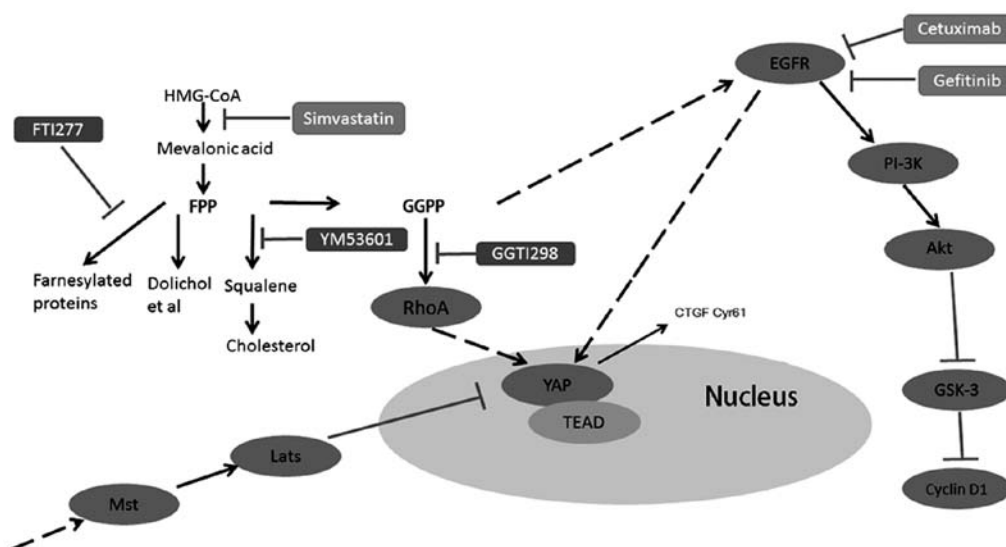 Cetuximab
EGFR
Gefitinib
HMG-CoA
Simvastatin
FTI277
Mevalonic acid
PI-3K
FPP
GGPP
YM53601
GGTI298
Akt
Farnesylated
proteins
Dolichol
et al
Squalene
RhoA
CTGF Cyr61
Cholesterol
YAP
Nucleus
GSK-3
TEAD
Lats
Cyclin D1
Mst